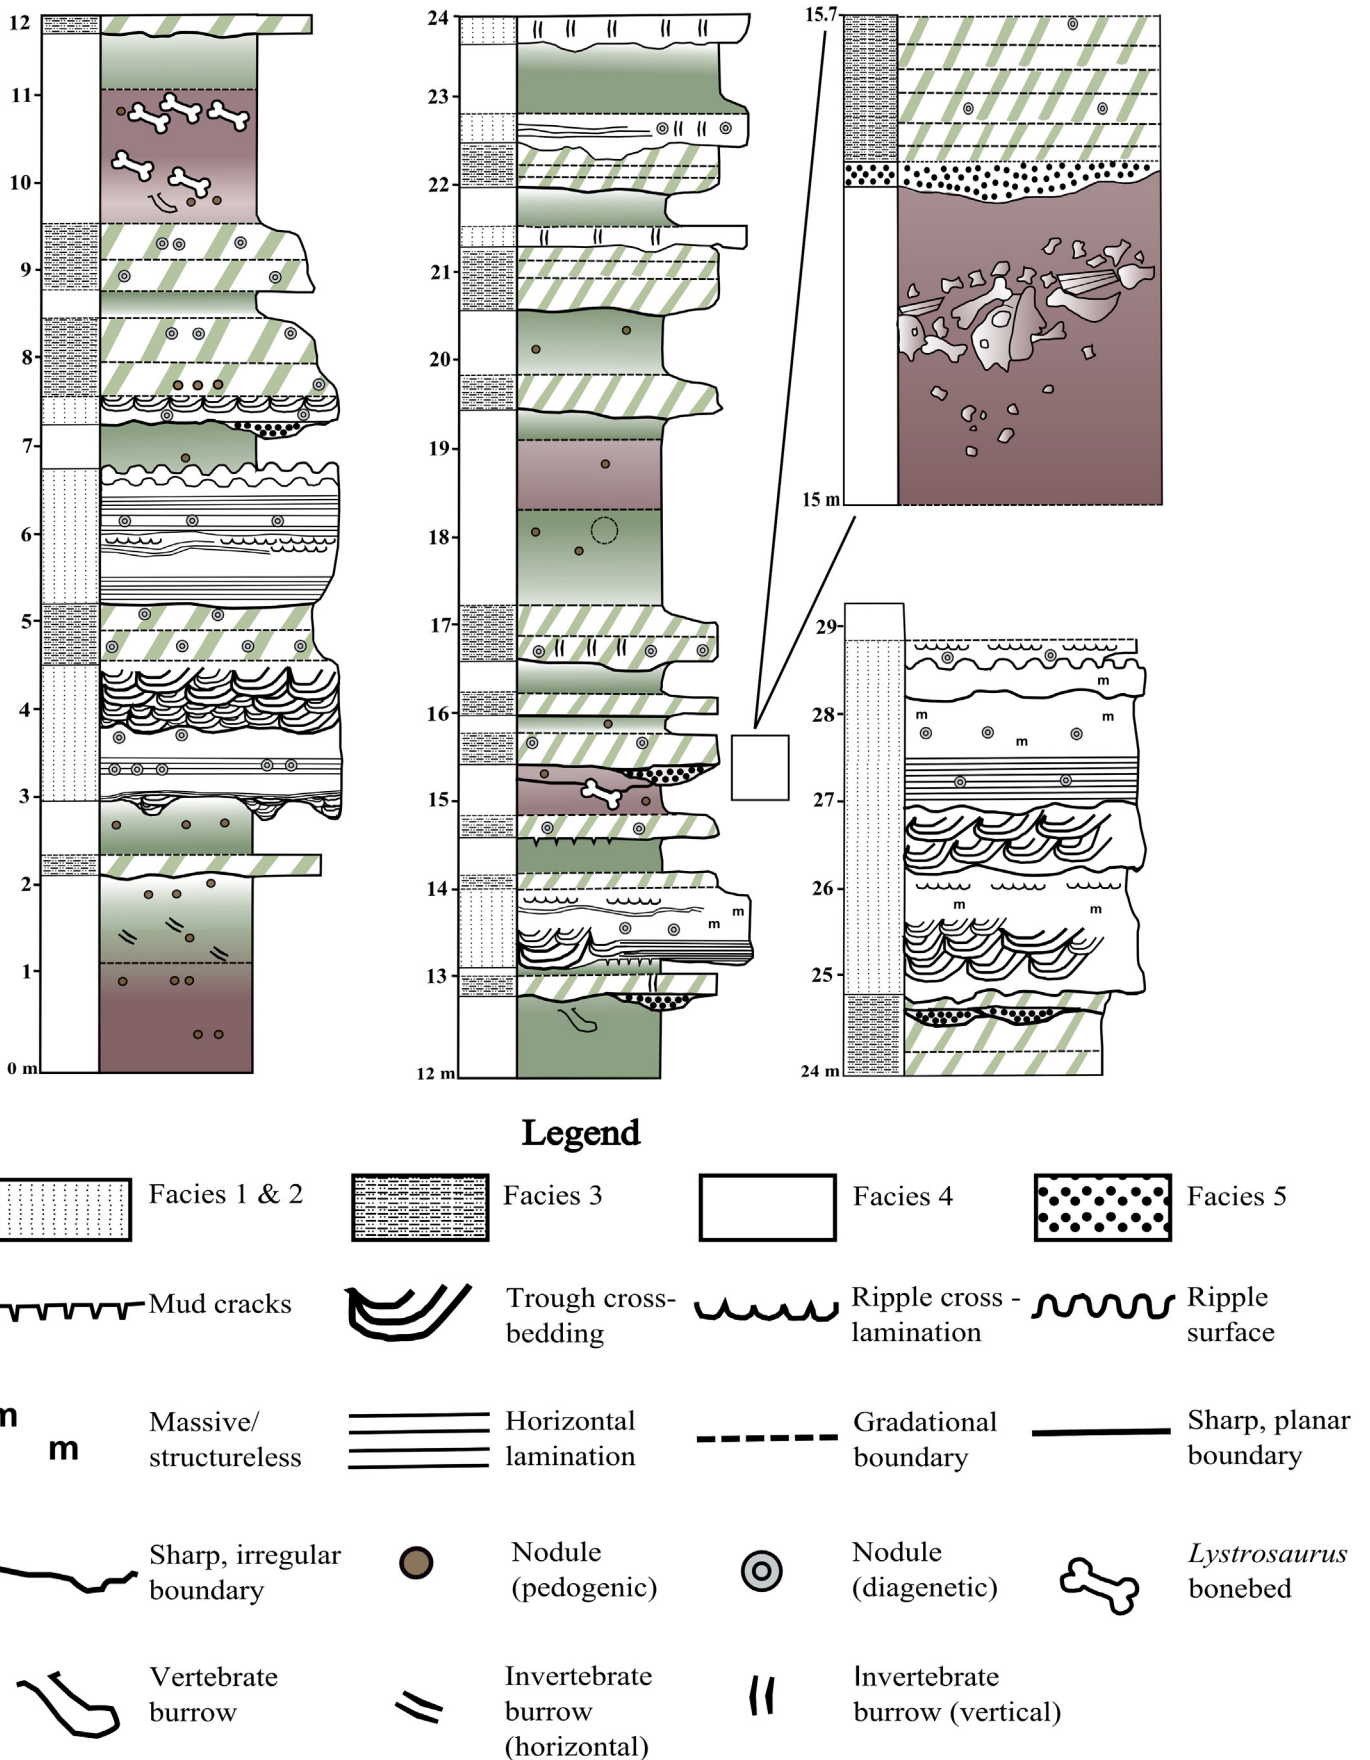 12
11
10
9
8
7
6
5
4
3
2
1
0 m
24
23
22
21
20
19
18
17
16
15
14
13
12 m
m
m
15.7
15 m
29
28
27
26
25
24 m
m
m
m
m
m
m
Legend
Facies 1 & 2
Facies 3
Facies 4
Facies 5
Mud cracks
Trough cross-
bedding
Ripple cross -
lamination
Ripple
surface
m
m
Massive/
structureless
Horizontal
lamination
Gradational
boundary
Sharp, planar
boundary
Sharp, irregular
boundary
Nodule
(pedogenic)
Nodule
(diagenetic)
Lystrosaurus
bonebed
Vertebrate
burrow
Invertebrate
burrow
(horizontal)
Invertebrate
burrow (vertical)